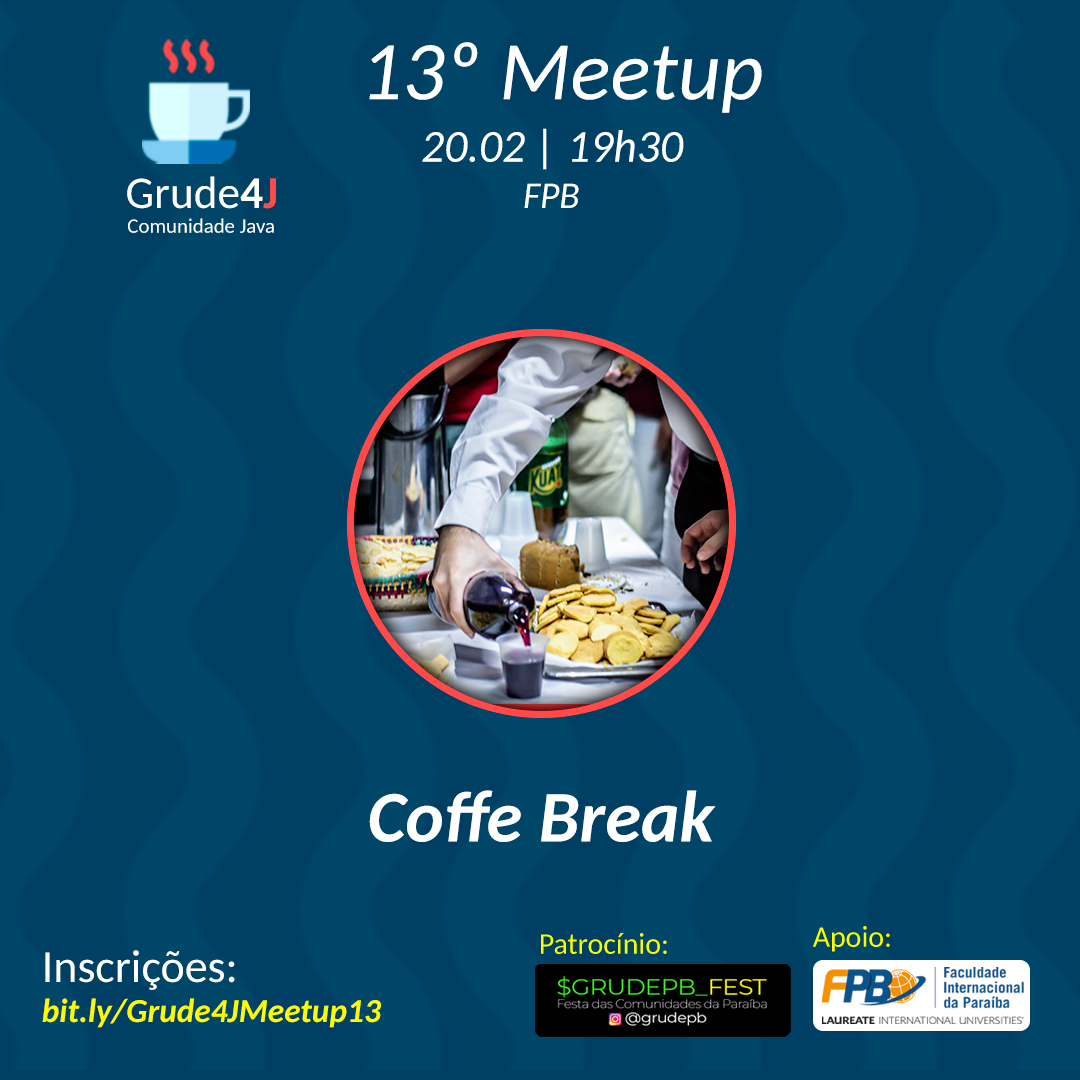 13º Meetup
20.02 | 19h30
FPB
Grude4J
Comunidade Java
KUAT
Coffe Break
Inscrições:
bit.ly/Grude4JMeetup13
Patrocínio:
$GRUDEPB_FEST
Festa das Comunidades da Paraíba
@grudepb
Apoio:
FPB
Faculdade
Internacional
da Paraíba
LAUREATE INTERNATIONAL UNIVERSITIES®